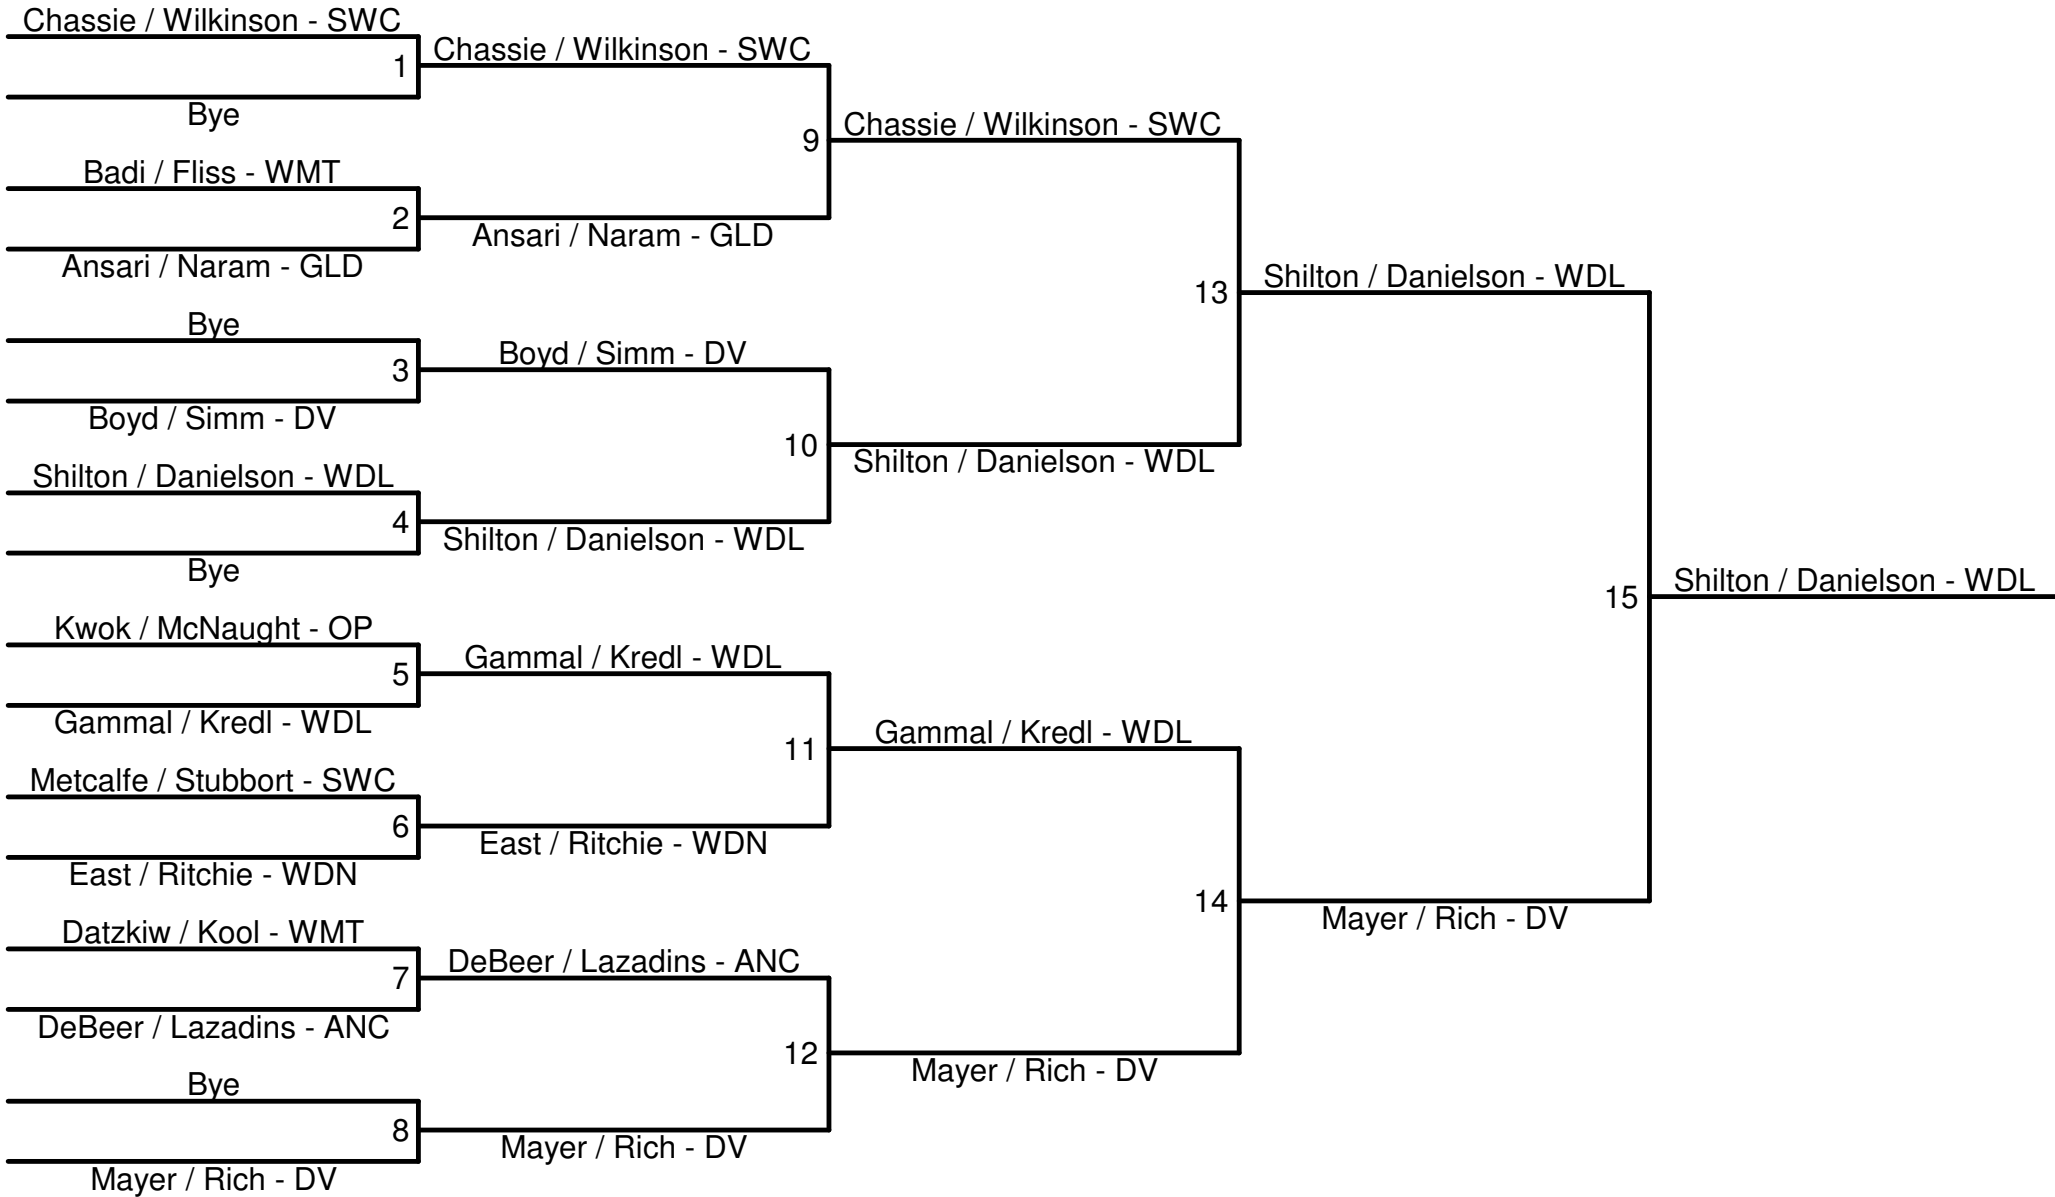 Chassie / Wilkinson - SWC
1
Bye
Badi / Fliss - WMT
2
Ansari / Naram - GLD
Bye
3
Boyd / Simm - DV
Shilton / Danielson - WDL
4
Bye
Kwok / McNaught - OP
5
Gammal / Kredl - WDL
Metcalfe / Stubbort - SWC
6
East / Ritchie - WDN
Datzkiw / Kool - WMT
7
DeBeer / Lazadins - ANC
Bye
8
Mayer / Rich - DV
Chassie / Wilkinson - SWC
9
Ansari / Naram - GLD
Boyd / Simm - DV
10
Shilton / Danielson - WDL
Gammal / Kredl - WDL
11
East / Ritchie - WDN
DeBeer / Lazadins - ANC
12
Mayer / Rich - DV
Chassie / Wilkinson - SWC
13
Shilton / Danielson - WDL
Gammal / Kredl - WDL
14
Mayer / Rich - DV
Shilton / Danielson - WDL
15
Mayer / Rich - DV
Shilton / Danielson - WDL